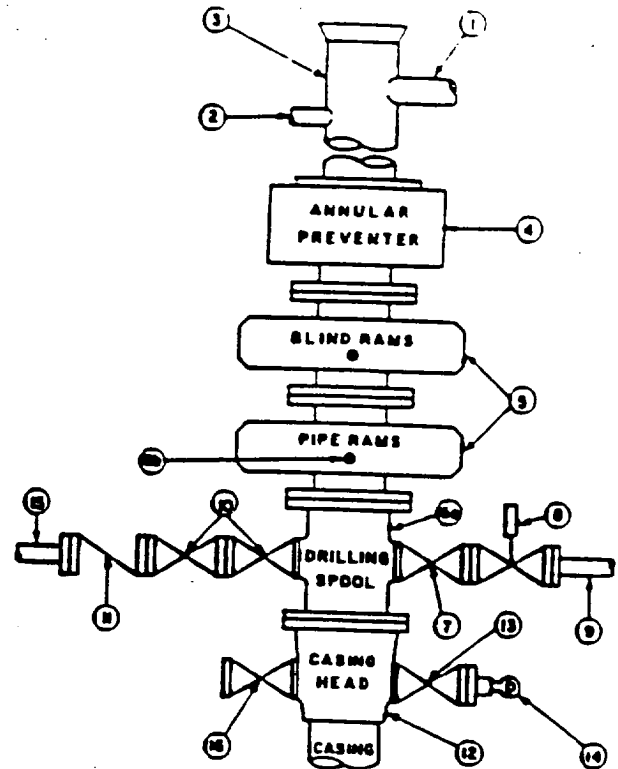 3
1
2
ANNULAR
PREVENTER
4
BLIND RAMS
5
PIPE RAMS
15
10
8
DRILLING
SPOOL
11
7
9
13
CASING
HEAD
16
12
14
CASING